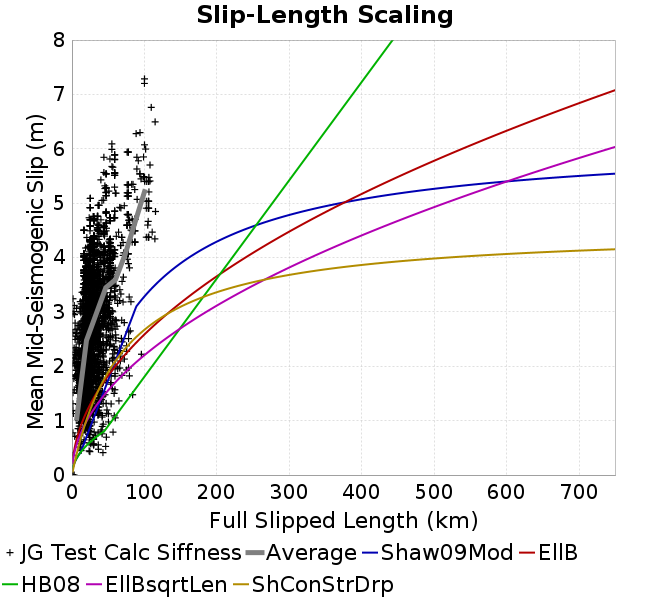 Slip-Length Scaling
Mean Mid-Seismogenic Slip (m)
8
7
6
5
4
3
2
1
0
0 100 200 300 400 500 600 700
Full Slipped Length (km)
JG Test Calc Siffness Average Shaw09Mod EllB
HB08 EllBsqrtLen ShConStrDrp